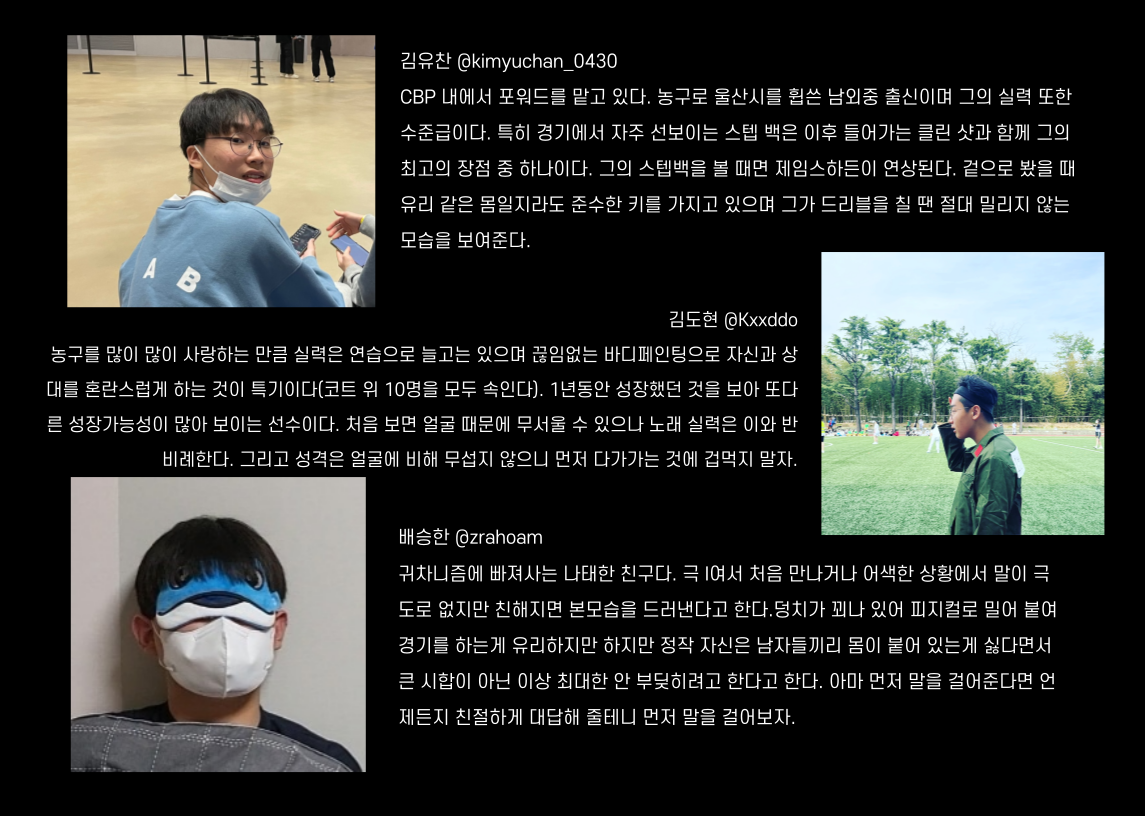 김유찬 @kimyuchan_0430
CBP 내에서 포워드를 맡고 있다. 농구로 울산시를 휩쓴 남외중 출신이며 그의 실력 또한
수준급이다. 특히 경기에서 자주 선보이는 스텝 백은 이후 들어가는 클린 샷과 함께 그의
최고의 장점 중 하나이다. 그의 스텝백을 볼 때면 제임스하든이 연상된다. 겉으로 봤을 때
유리 같은 몸일지라도 준수한 키를 가지고 있으며 그가 드리블을 칠 땐 절대 밀리지 않는
모습을 보여준다.
A B
김도현 @Kxxddo
농구를 많이 많이 사랑하는 만큼 실력은 연습으로 늘고는 있으며 끊임없는 바디페인팅으로 자신과 상
대를 혼란스럽게 하는 것이 특기이다(코트 위 10명을 모두 속인다). 1년동안 성장했던 것을 보아 또다
른 성장가능성이 많아 보이는 선수이다. 처음 보면 얼굴 때문에 무서울 수 있으나 노래 실력은 이와 반
비례한다. 그리고 성격은 얼굴에 비해 무섭지 않으니 먼저 다가가는 것에 겁먹지 말자.
배승한 @zrahoam
귀차니즘에 빠져사는 나태한 친구다. 극 I여서 처음 만나거나 어색한 상황에서 말이 극
도로 없지만 친해지면 본모습을 드러낸다고 한다.덩치가 꾀나 있어 피지컬로 밀어 붙여
경기를 하는게 유리하지만 하지만 정작 자신은 남자들끼리 몸이 붙어 있는게 싫다면서
큰 시합이 아닌 이상 최대한 안 부딪히려고 한다고 한다. 아마 먼저 말을 걸어준다면 언
제든지 친절하게 대답해 줄테니 먼저 말을 걸어보자.